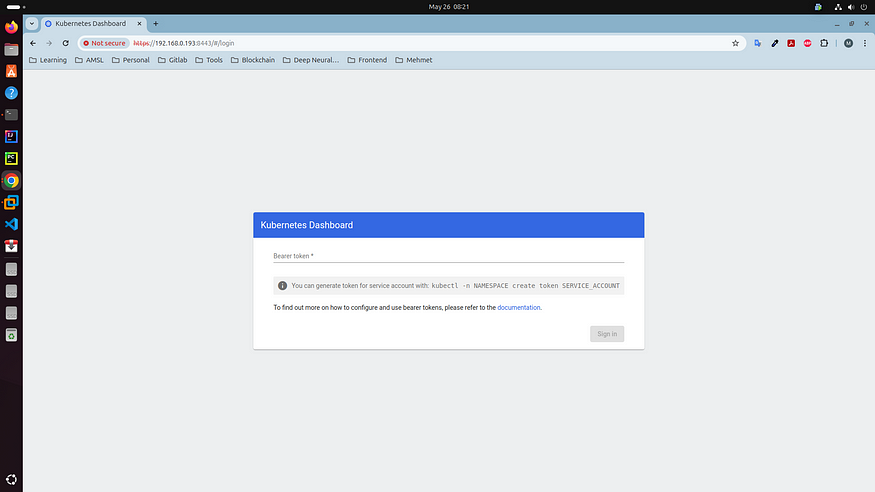 May 26 08:21
Kubernetes Dashboard
Not secure https://192.168.0.193:8443/#/login
Learning AMSL Personal Gitlab Tools Blockchain Deep Neural... Frontend Mehmet
Kubernetes Dashboard
Bearer token *
You can generate token for service account with: kubectl -n NAMESPACE create token SERVICE_ACCOUNT
To find out more on how to configure and use bearer tokens, please refer to the documentation.
Sign in